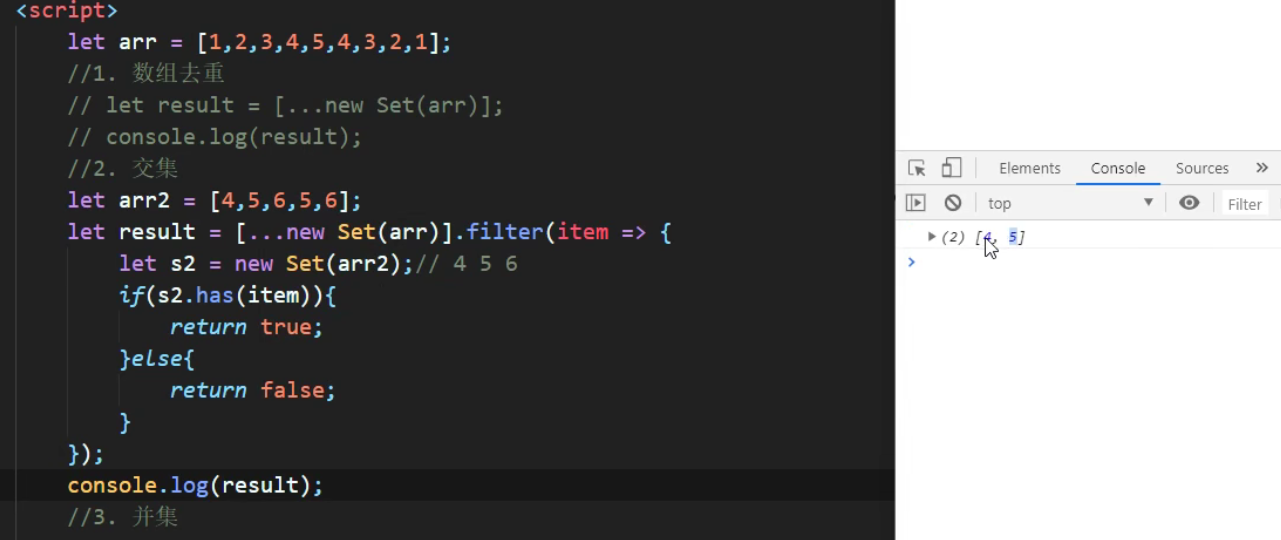 <script>
let arr = [1,2,3,4,5,4,3,2,1];
//1. 数组去重
// let result = [...new Set(arr)];
// console.log(result);
//2. 交集
let arr2 = [4,5,6,5,6];
let result = [...new Set(arr)].filter(item => {
let s2 = new Set(arr2);// 4 5 6
if(s2.has(item)){
return true;
}else{
return false;
}
});
console.log(result);
//3. 并集
Elements Console Sources »
top ▼ Filter
▶ (2) [4, 5]
>